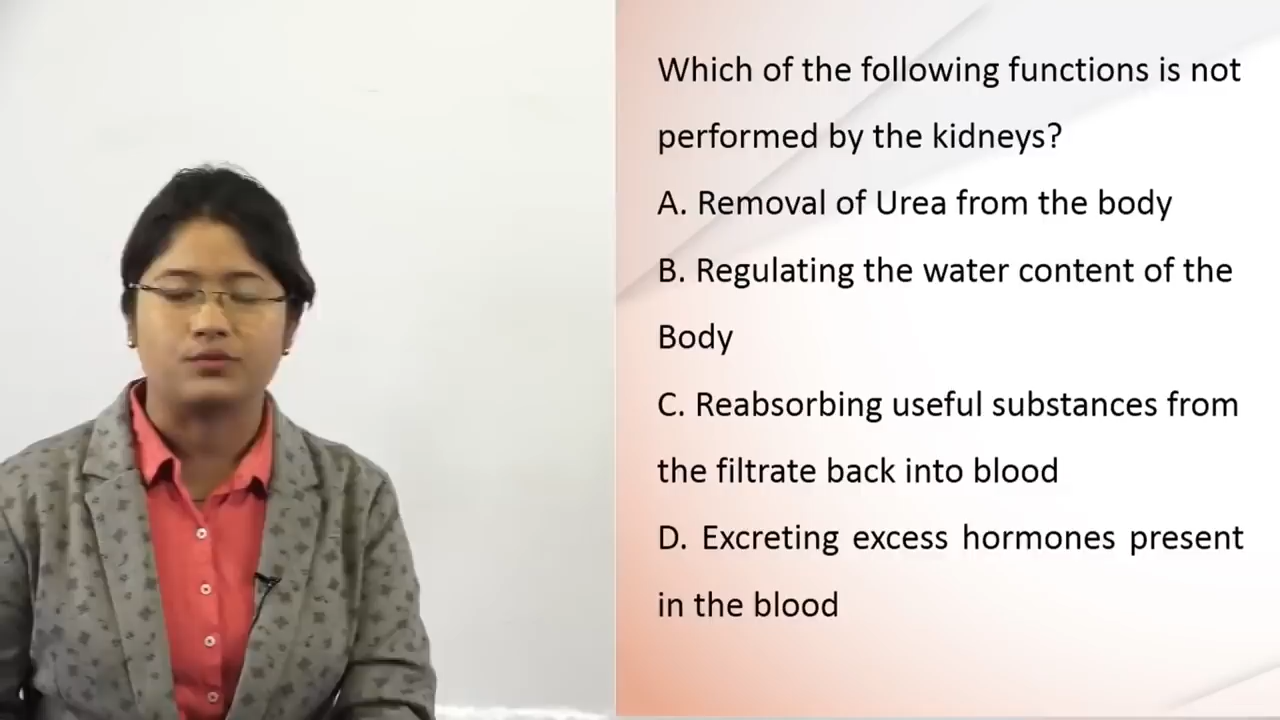 Which of the following functions is not
performed by the kidneys?
A. Removal of Urea from the body
B. Regulating the water content of the
Body
C. Reabsorbing useful substances from
the filtrate back into blood
D. Excreting excess hormones present
in the blood